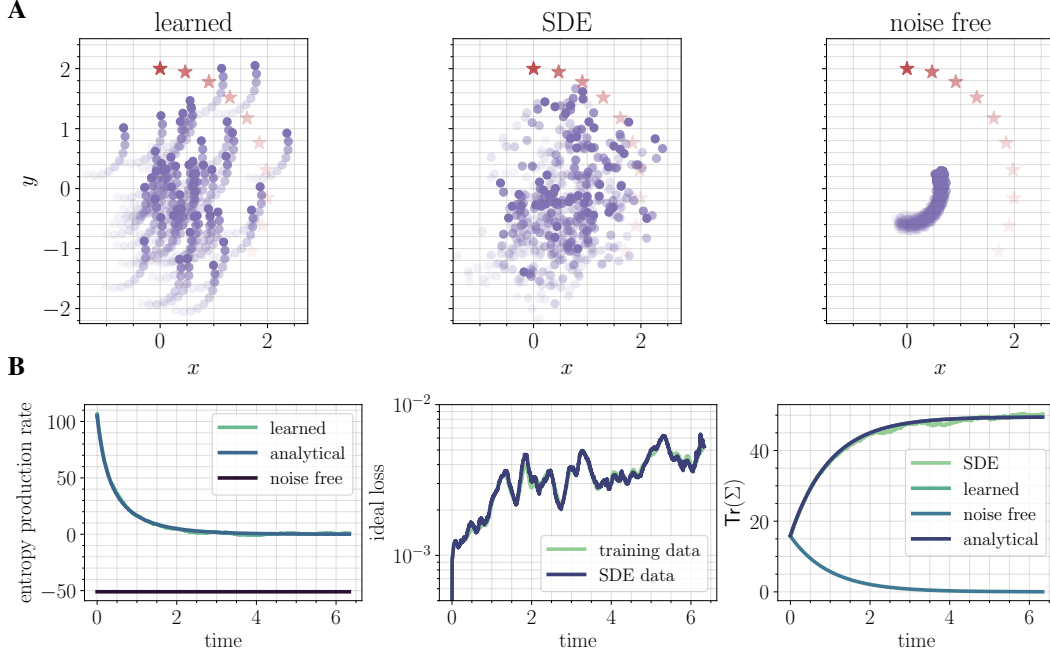 A
learned
SDE
noise free
y
2
1
0
−1
−2
0
2
0
2
0
2
x
x
x
B
entropy production rate
100
50
0
−50
0
2
4
6
time
learned
analytical
noise free
ideal loss
10−2
10−3
0
2
4
6
time
training data
SDE data
Tr(Σ)
40
20
0
0
2
4
6
time
SDE
learned
noise free
analytical